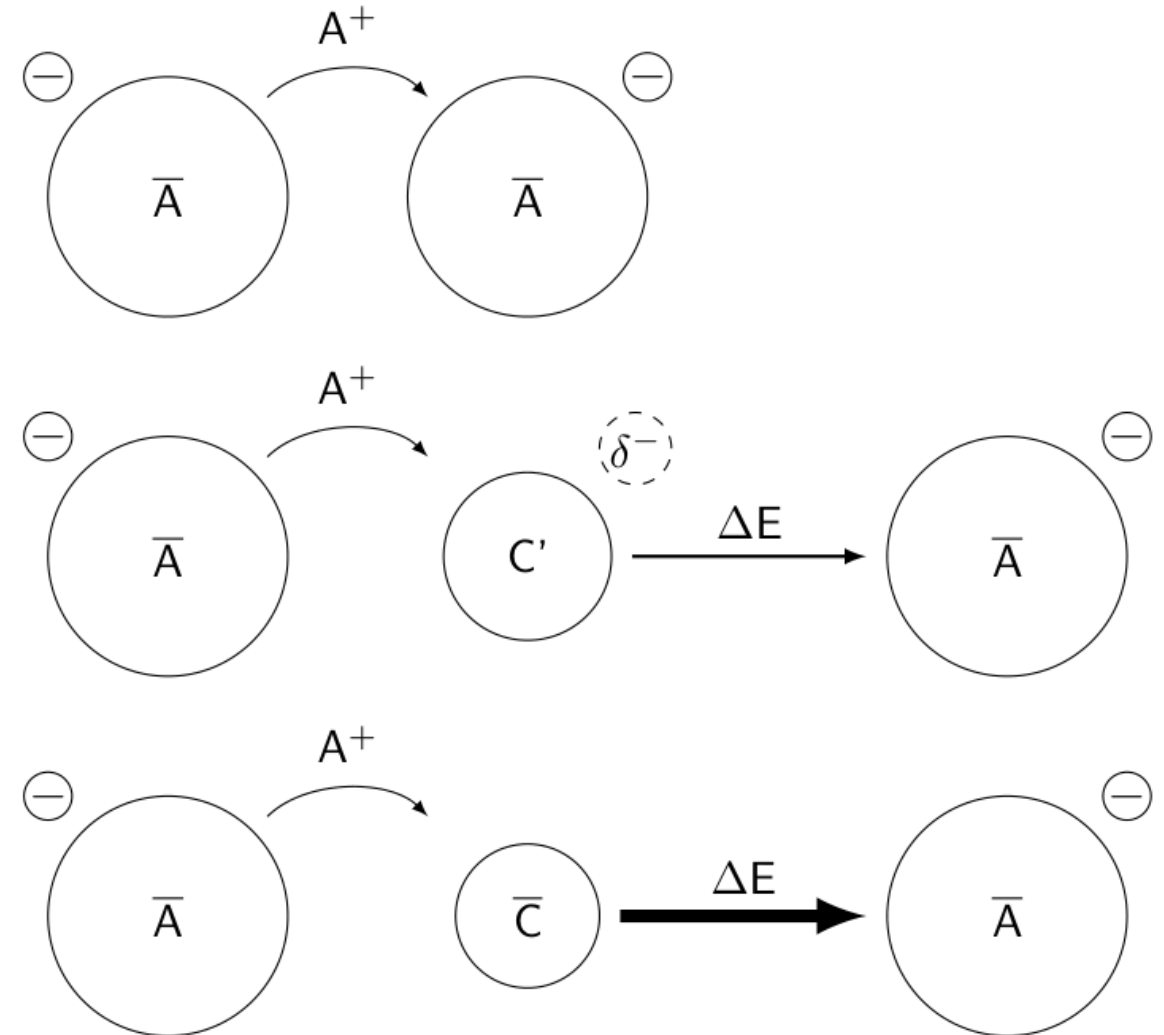 A⁺
− A̅ A̅ −
A⁺
− A̅ C’ δ⁻ ΔE A̅ −
A⁺
− A̅ C̅ ΔE A̅ −